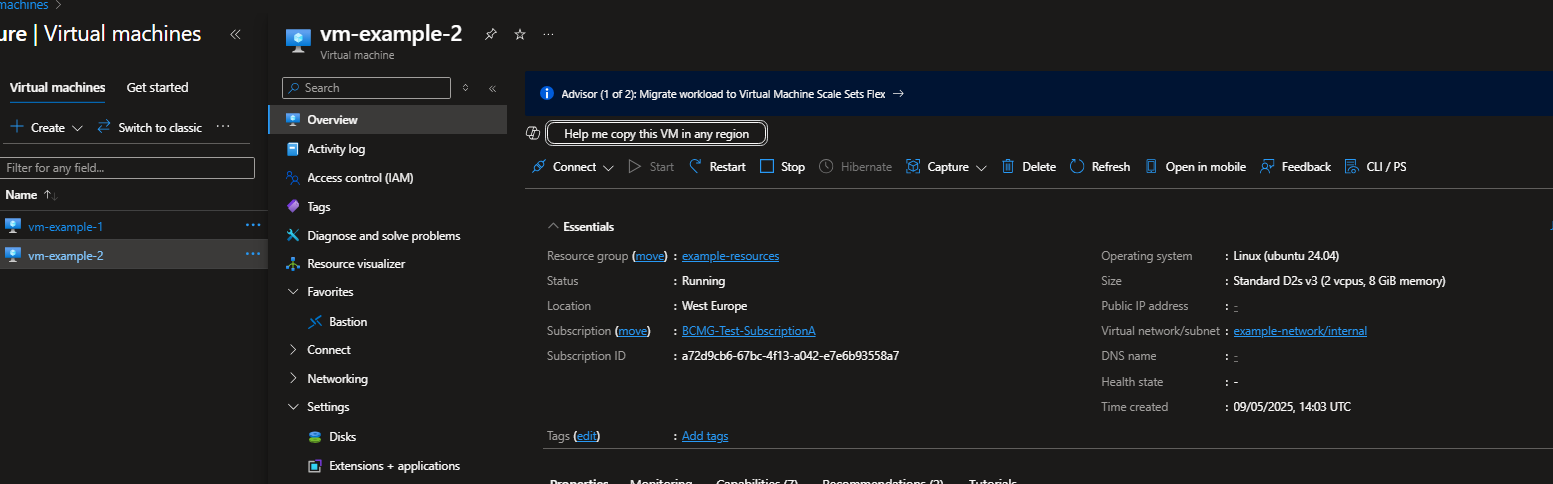 machines >
ure | Virtual machines «
Virtual machines Get started
+ Create Switch to classic ...
Filter for any field...
Name ↑↓
vm-example-1 ...
vm-example-2 ...
vm-example-2 ...
Virtual machine
Search «
Overview
Activity log
Access control (IAM)
Tags
Diagnose and solve problems
Resource visualizer
Favorites
Bastion
Connect
Networking
Settings
Disks
Extensions + applications
Advisor (1 of 2): Migrate workload to Virtual Machine Scale Sets Flex →
Help me copy this VM in any region
Connect Start Restart Stop Hibernate Capture Delete Refresh Open in mobile Feedback CLI / PS
Essentials
Resource group (move) : example-resources
Status : Running
Location : West Europe
Subscription (move) : BCMG-Test-SubscriptionA
Subscription ID : a72d9cb6-67bc-4f13-a042-e7e6b93558a7
Operating system : Linux (ubuntu 24.04)
Size : Standard D2s v3 (2 vcpus, 8 GiB memory)
Public IP address : -
Virtual network/subnet : example-network/internal
DNS name : -
Health state : -
Time created : 09/05/2025, 14:03 UTC
Tags (edit) : Add tags
Properties Monitoring Capabilities (7) Recommendations (2) Tutorials